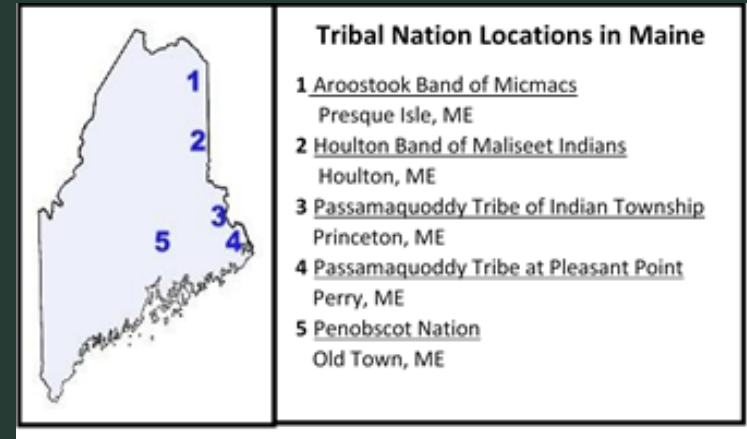 1
2
3
4
5
Tribal Nation Locations in Maine
1 Aroostook Band of Micmacs
Presque Isle, ME
2 Houlton Band of Maliseet Indians
Houlton, ME
3 Passamaquoddy Tribe of Indian Township
Princeton, ME
4 Passamaquoddy Tribe at Pleasant Point
Perry, ME
5 Penobscot Nation
Old Town, ME